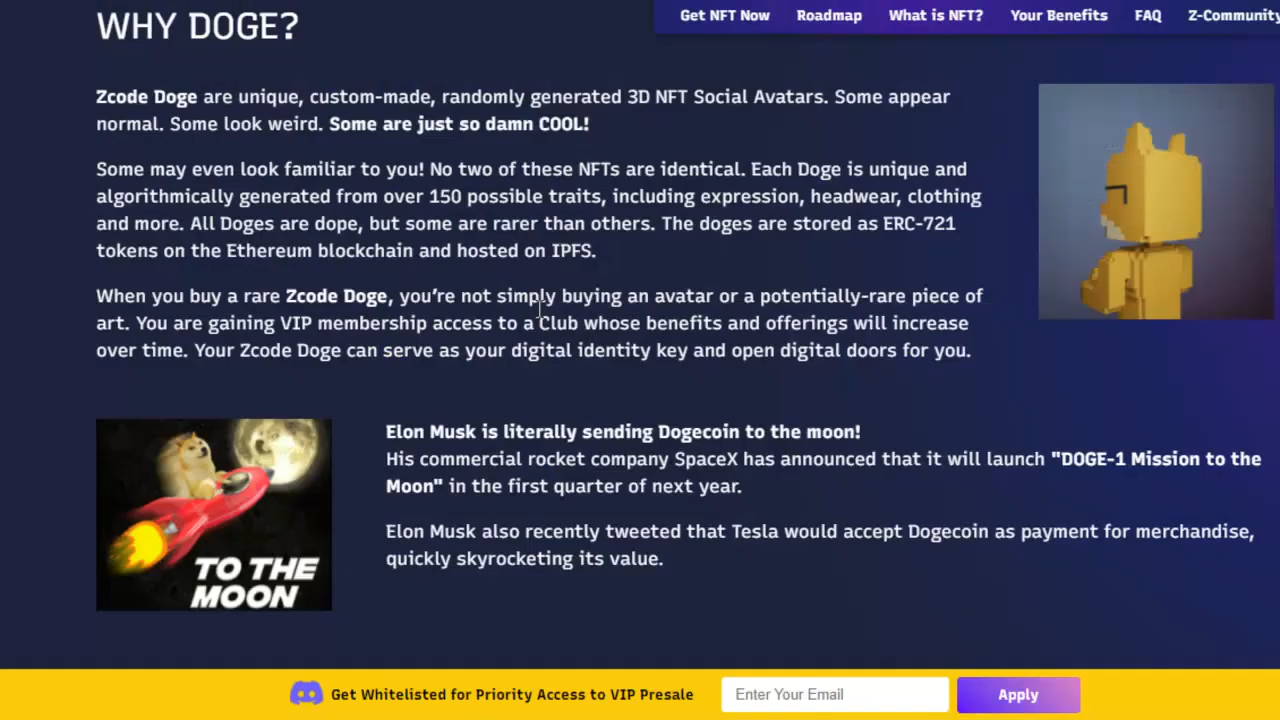 WHY DOGE?
Get NFT Now Roadmap What is NFT? Your Benefits FAQ Z-Community
Zcode Doge are unique, custom-made, randomly generated 3D NFT Social Avatars. Some appear
normal. Some look weird. Some are just so damn COOL!
Some may even look familiar to you! No two of these NFTs are identical. Each Doge is unique and
algorithmically generated from over 150 possible traits, including expression, headwear, clothing
and more. All Doges are dope, but some are rarer than others. The doges are stored as ERC-721
tokens on the Ethereum blockchain and hosted on IPFS.
When you buy a rare Zcode Doge, you're not simply buying an avatar or a potentially-rare piece of
art. You are gaining VIP membership access to a Club whose benefits and offerings will increase
over time. Your Zcode Doge can serve as your digital identity key and open digital doors for you.
TO THE
MOON
Elon Musk is literally sending Dogecoin to the moon!
His commercial rocket company SpaceX has announced that it will launch "DOGE-1 Mission to the
Moon" in the first quarter of next year.
Elon Musk also recently tweeted that Tesla would accept Dogecoin as payment for merchandise,
quickly skyrocketing its value.
Get Whitelisted for Priority Access to VIP Presale Enter Your Email Apply